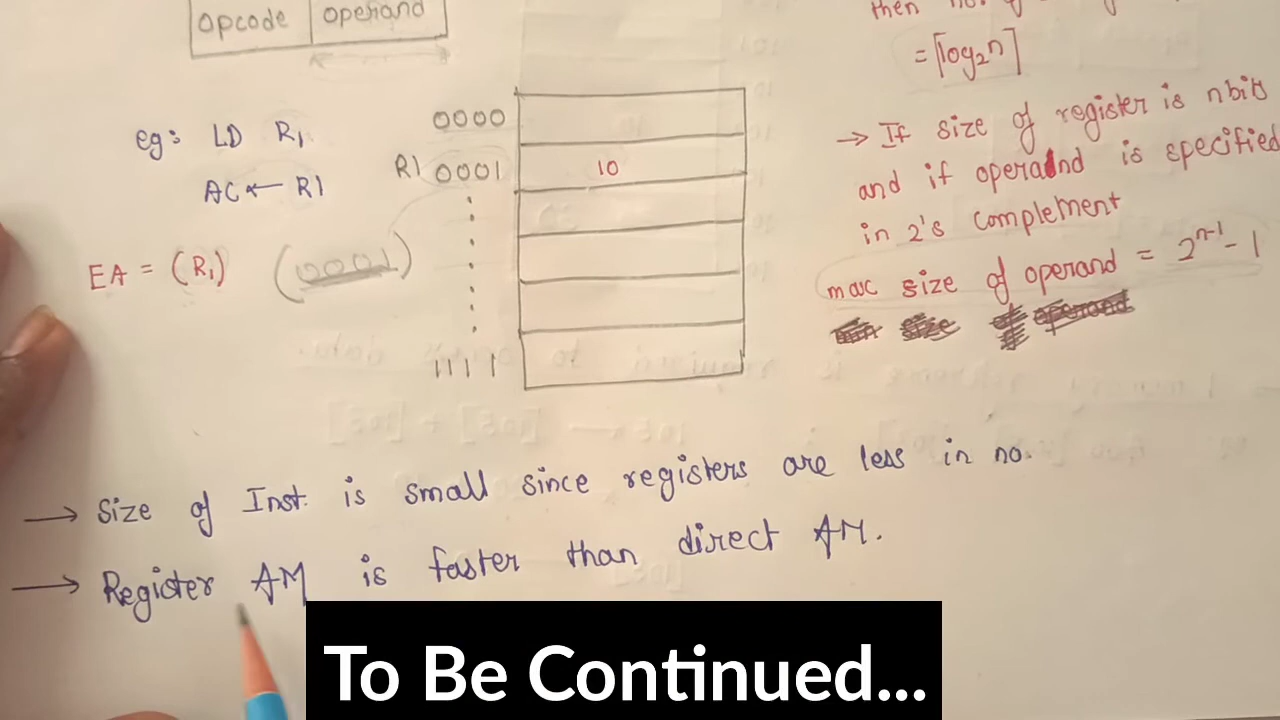 opcode operand
eg: LD R1
AC ← R1
EA = (R1) (0001)
0000
R1 0001 10
1111
then no.
= ⌈log2n⌉
→ If size of register is nbits
and if operand is specified
in 2's complement
max size of operand = 2^n-1 - 1
→ Size of Inst. is small since registers are less in no.
→ Register AM is faster than direct AM.
To Be Continued...